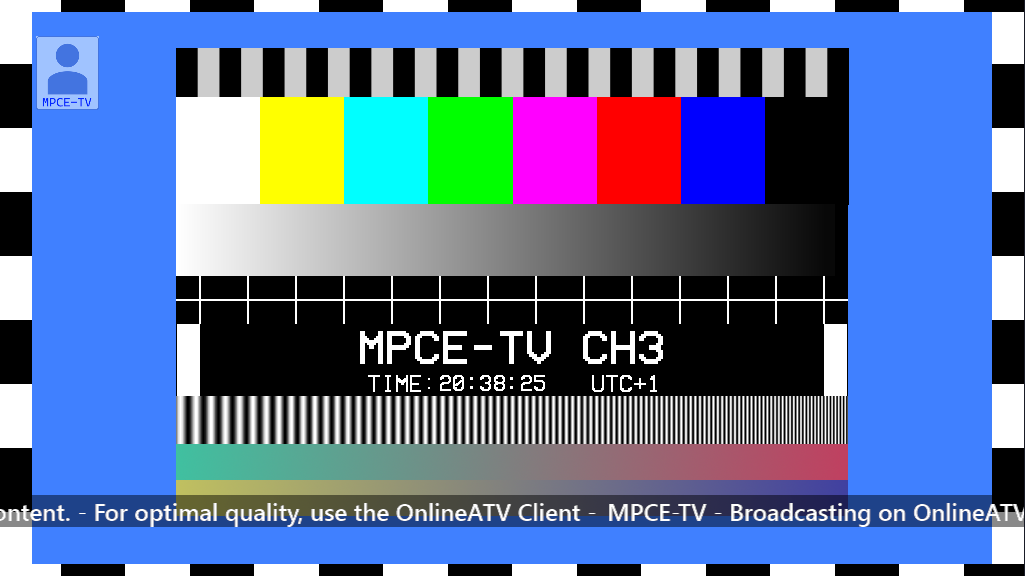 MPCE-TV
MPCE-TV CH3
TIME:20:38:25 UTC+1
ontent. - For optimal quality, use the OnlineATV Client - MPCE-TV - Broadcasting on OnlineATV